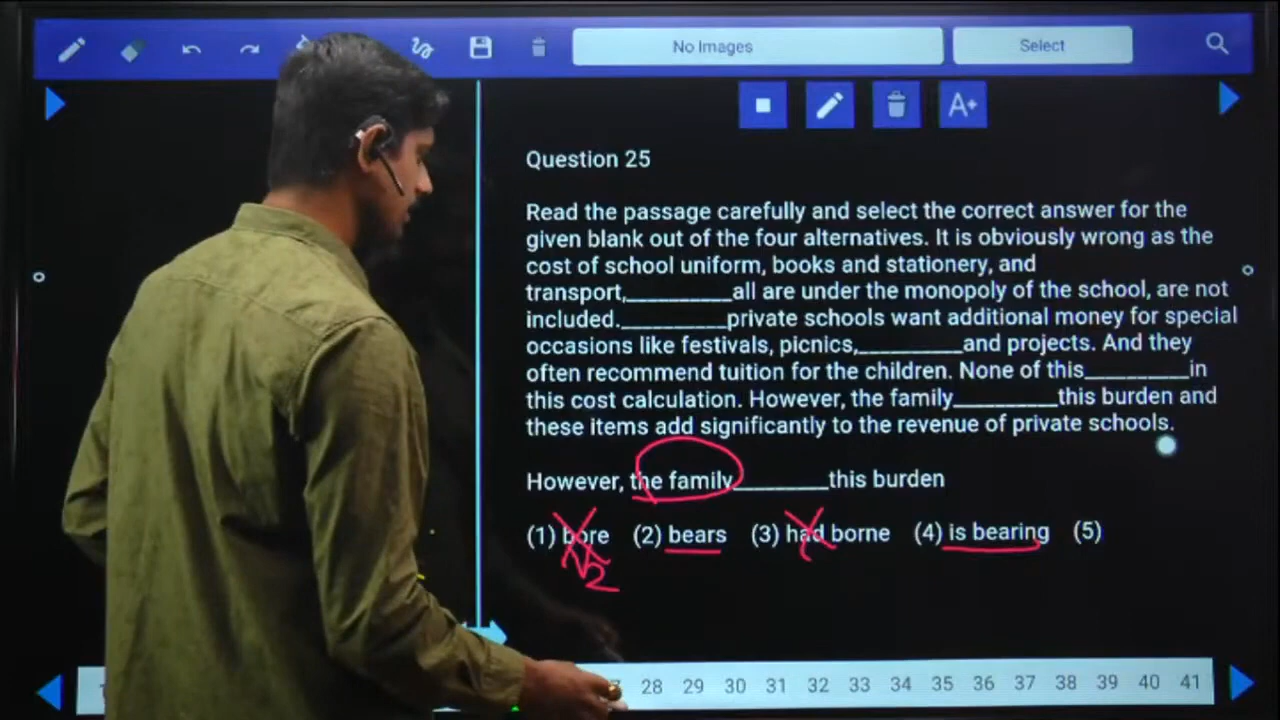 No Images
Select
A+
Question 25
Read the passage carefully and select the correct answer for the
given blank out of the four alternatives. It is obviously wrong as the
cost of school uniform, books and stationery, and
transport,__________all are under the monopoly of the school, are not
included.__________private schools want additional money for special
occasions like festivals, picnics,__________and projects. And they
often recommend tuition for the children. None of this__________in
this cost calculation. However, the family__________this burden and
these items add significantly to the revenue of private schools.
However, the family_________this burden
(1) bore (2) bears (3) had borne (4) is bearing (5)
V2
28 29 30 31 32 33 34 35 36 37 38 39 40 41